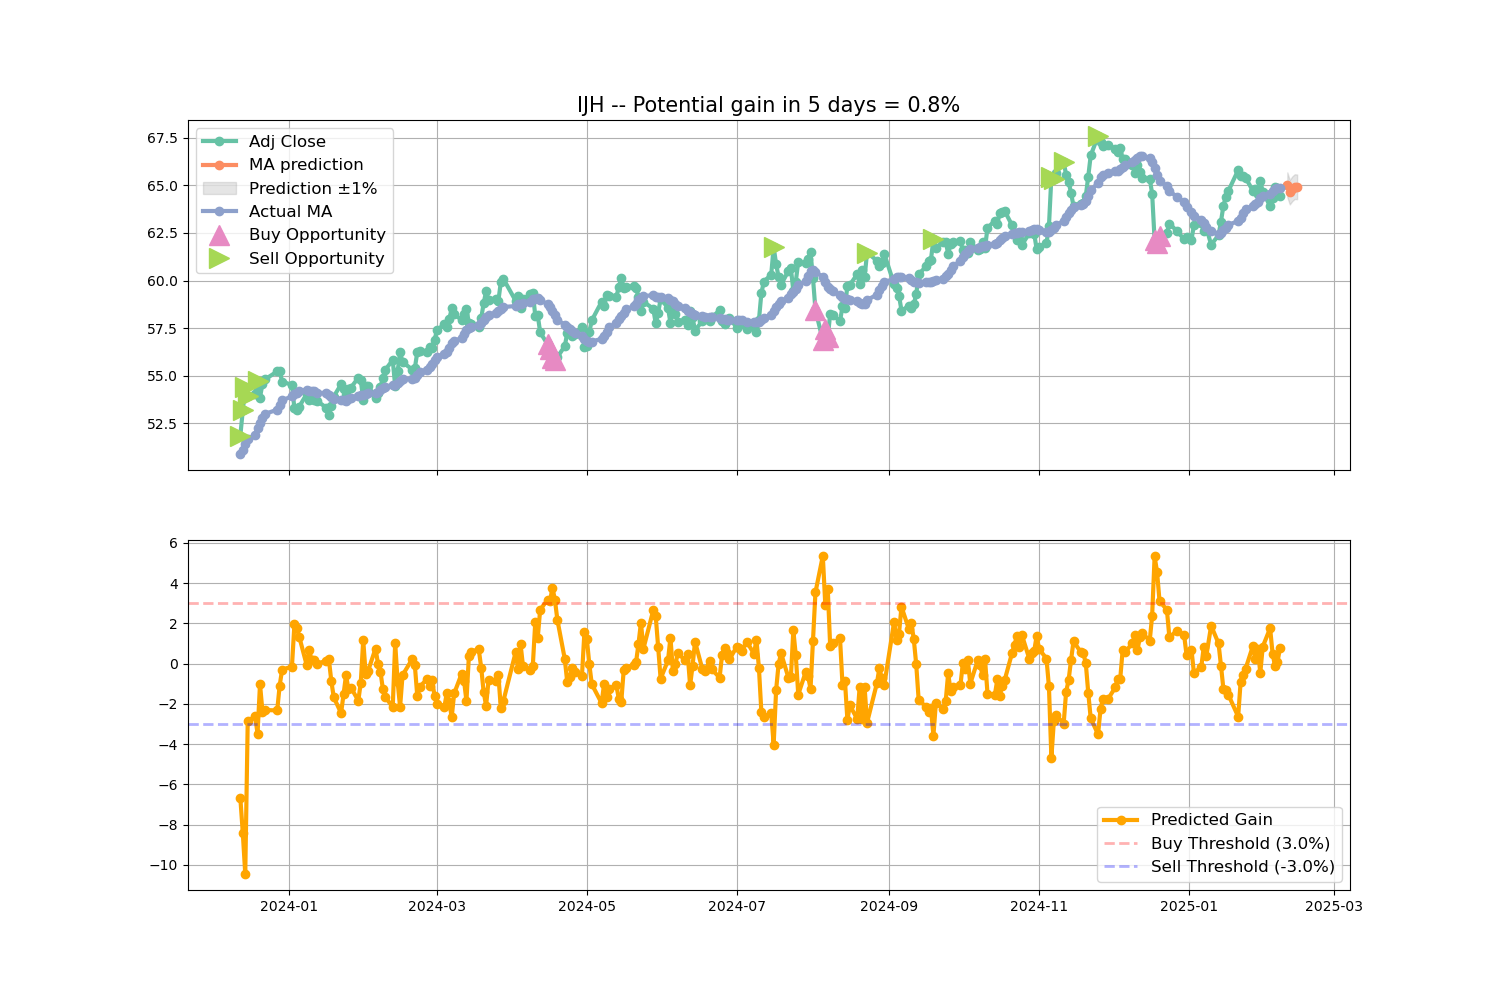 IJH -- Potential gain in 5 days = 0.8%
67.5
65.0
62.5
60.0
57.5
55.0
52.5
Adj Close
MA prediction
Prediction ±1%
Actual MA
Buy Opportunity
Sell Opportunity
6
4
2
0
−2
−4
−6
−8
−10
Predicted Gain
Buy Threshold (3.0%)
Sell Threshold (-3.0%)
2024-01
2024-03
2024-05
2024-07
2024-09
2024-11
2025-01
2025-03